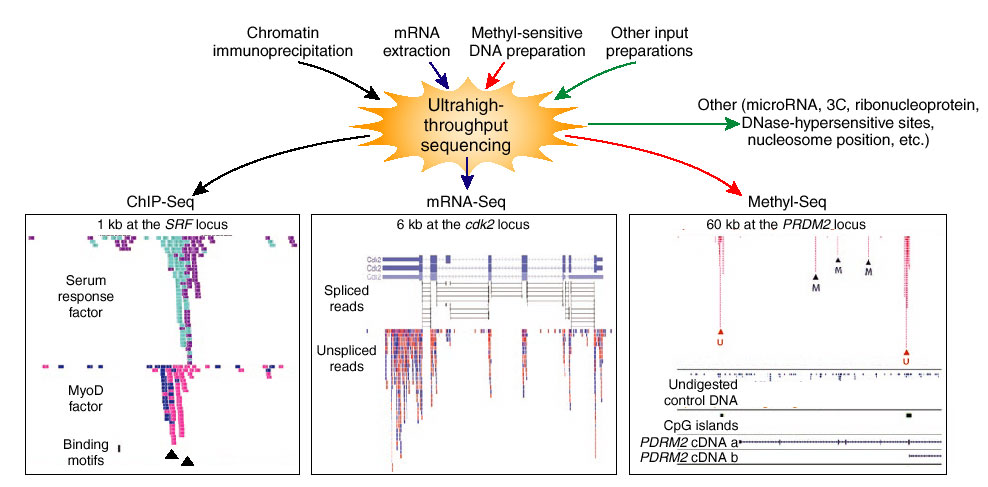 Chromatin
immunoprecipitation
mRNA
extraction
Methyl-sensitive
DNA preparation
Other input
preparations
Ultrahigh-
throughput
sequencing
Other (microRNA, 3C, ribonucleoprotein,
DNase-hypersensitive sites,
nucleosome position, etc.)
ChIP-Seq
1 kb at the SRF locus
Serum
response
factor
MyoD
factor
Binding
motifs
mRNA-Seq
6 kb at the cdk2 locus
Cdk2
Cdk2
Cdk2
Spliced
reads
Unspliced
reads
Methyl-Seq
60 kb at the PRDM2 locus
M
M
M
U
U
Undigested
control DNA
CpG islands
PDRM2 cDNA a
PDRM2 cDNA b